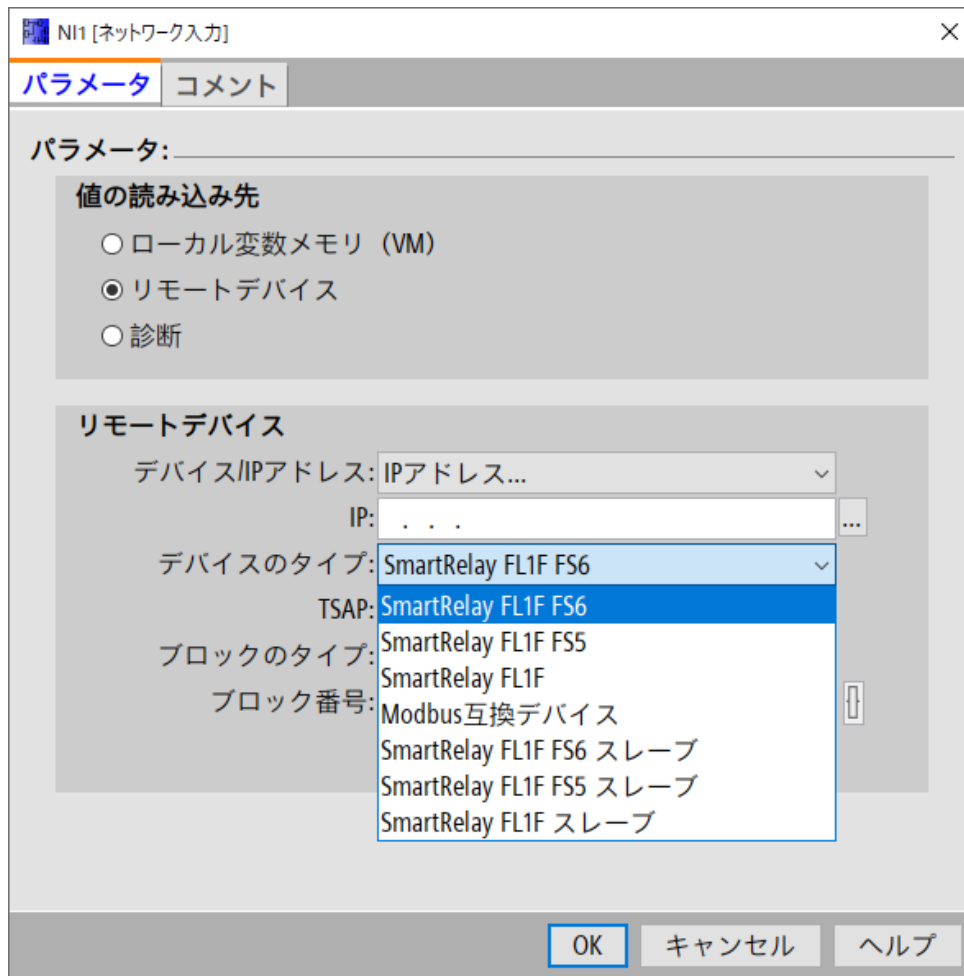 NI1 [ネットワーク入力]
パラメータ コメント
パラメータ:
値の読み込み先
ローカル変数メモリ（VM）
リモートデバイス
診断
リモートデバイス
デバイス/IPアドレス: IPアドレス...
IP: . . . ...
デバイスのタイプ: SmartRelay FL1F FS6
TSAP: SmartRelay FL1F FS6
SmartRelay FL1F FS5
ブロックのタイプ:
SmartRelay FL1F
ブロック番号:
Modbus互換デバイス
SmartRelay FL1F FS6 スレーブ
SmartRelay FL1F FS5 スレーブ
SmartRelay FL1F スレーブ
OK キャンセル ヘルプ